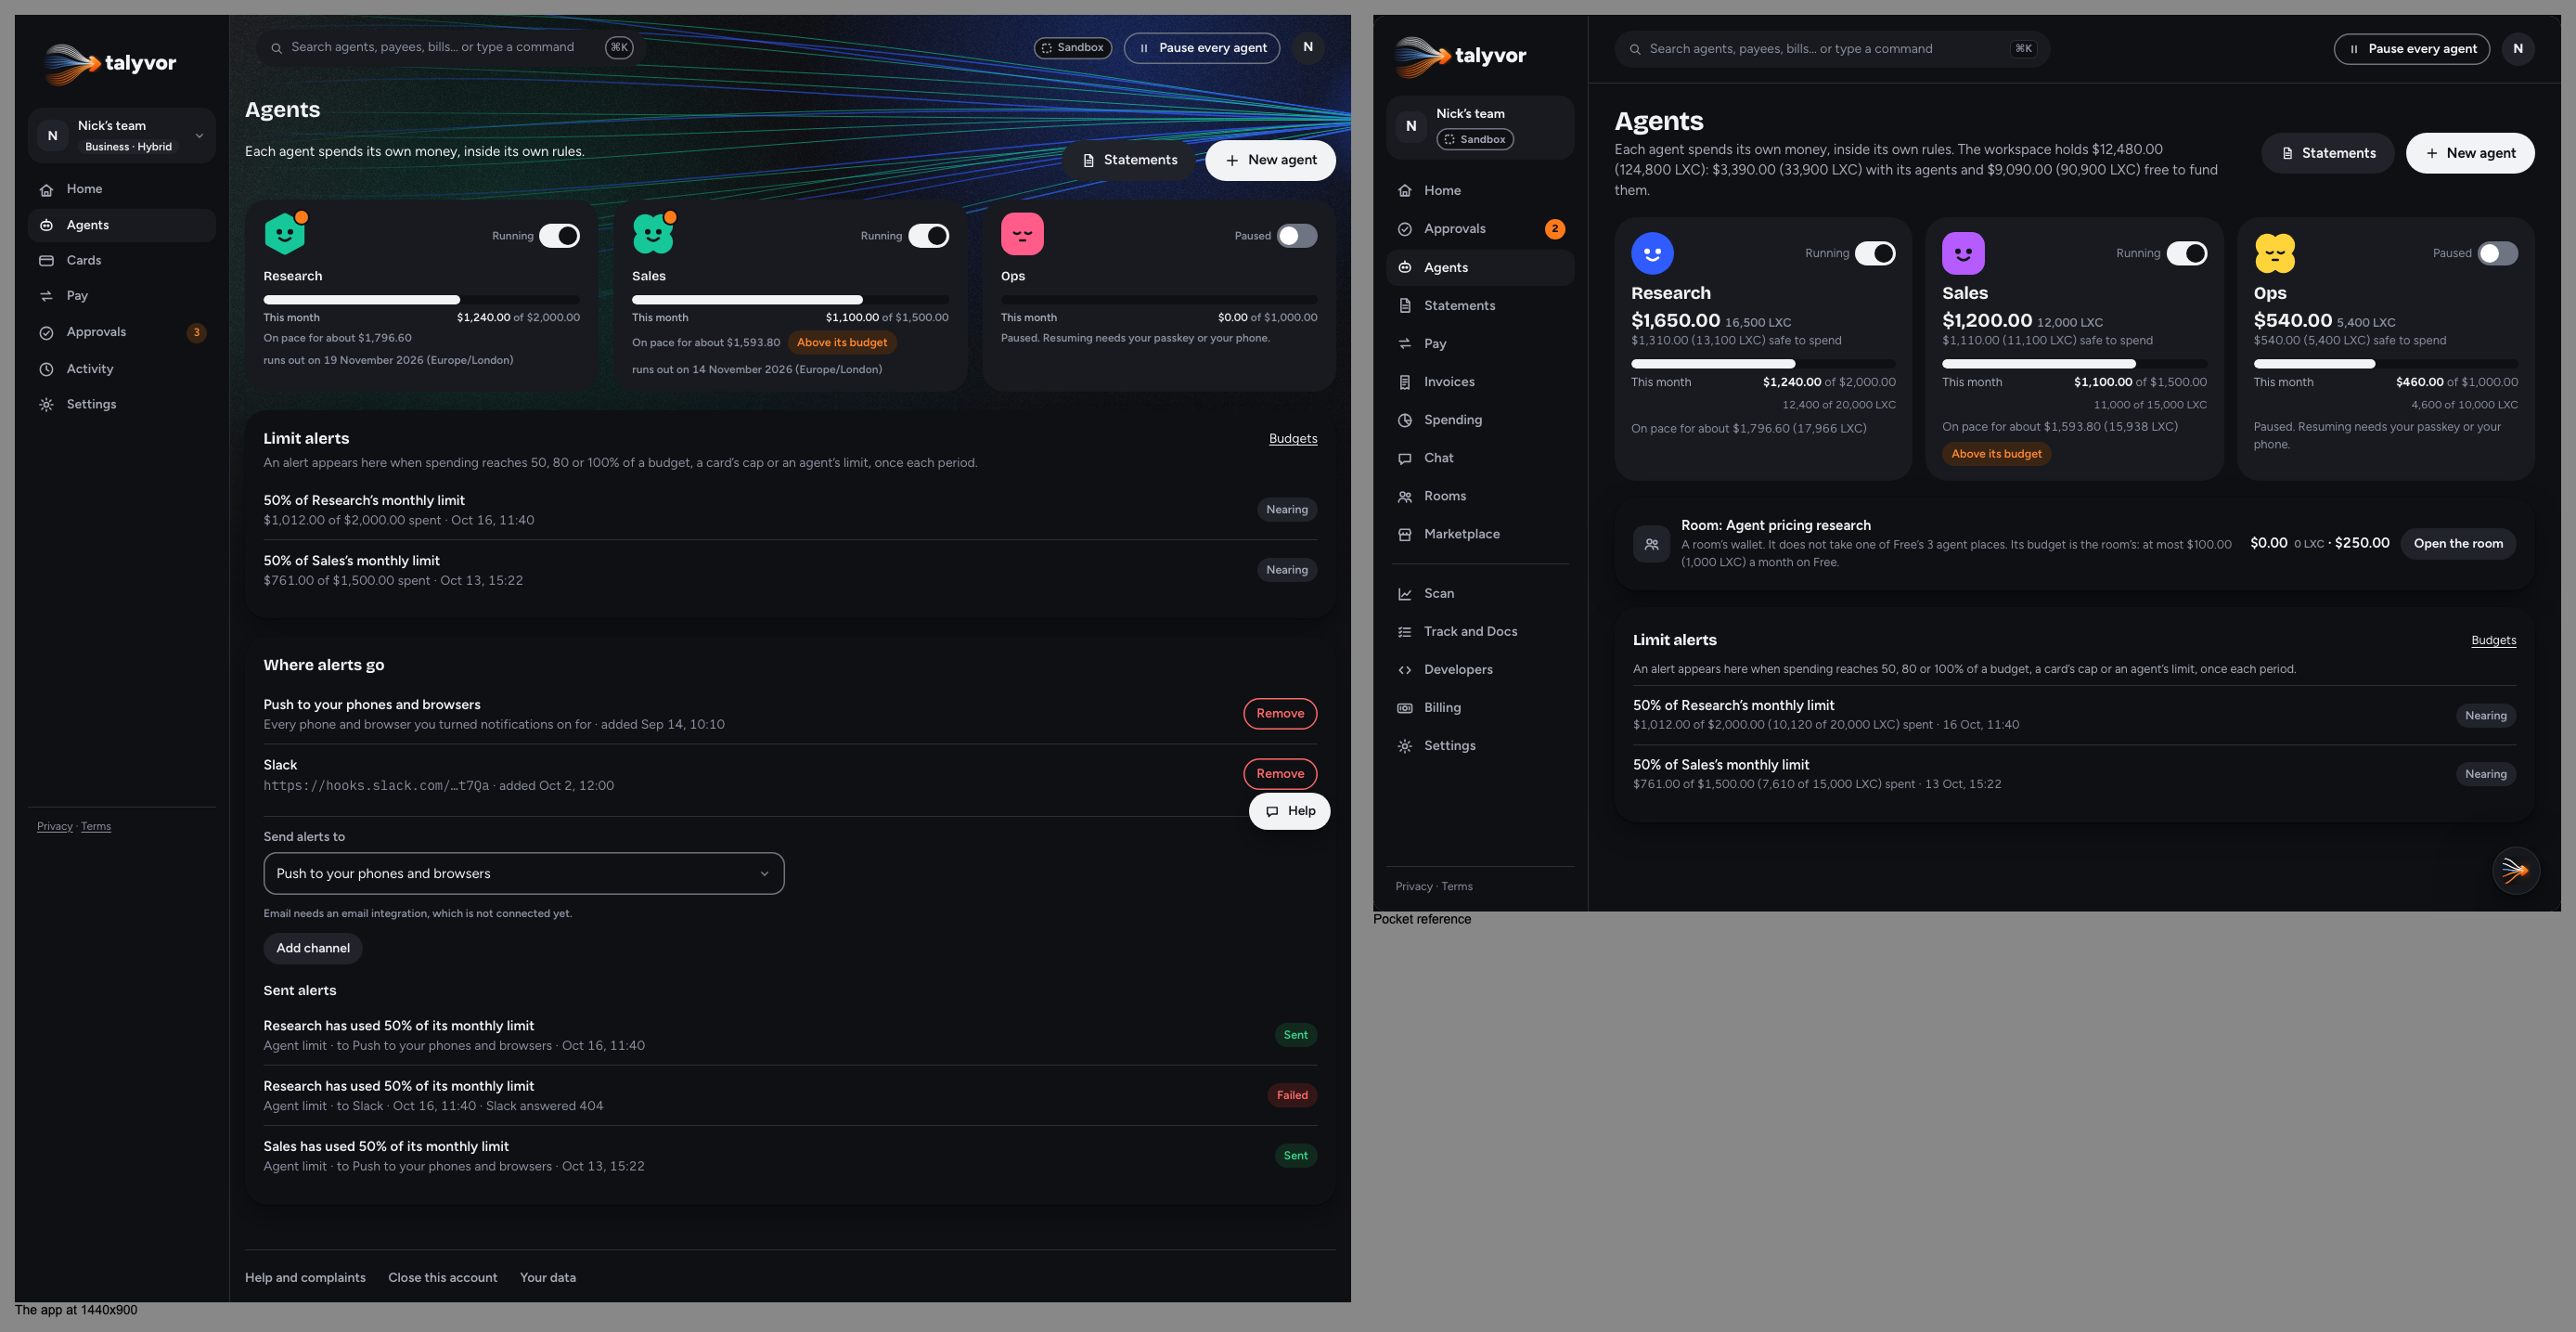 talyvor
Search agents, payees, bills... or type a command
⌘K
Sandbox
Pause every agent
N
N
Nick's team
Business · Hybrid
Home
Agents
Cards
Pay
Approvals
3
Activity
Settings
Privacy · Terms
Agents
Each agent spends its own money, inside its own rules.
Statements
New agent
Running
Research
This month
$1,240.00 of $2,000.00
On pace for about $1,796.60
runs out on 19 November 2026 (Europe/London)
Running
Sales
This month
$1,100.00 of $1,500.00
On pace for about $1,593.80
Above its budget
runs out on 14 November 2026 (Europe/London)
Paused
Ops
This month
$0.00 of $1,000.00
Paused. Resuming needs your passkey or your phone.
Limit alerts
Budgets
An alert appears here when spending reaches 50, 80 or 100% of a budget, a card's cap or an agent's limit, once each period.
50% of Research's monthly limit
$1,012.00 of $2,000.00 spent · Oct 16, 11:40
Nearing
50% of Sales's monthly limit
$761.00 of $1,500.00 spent · Oct 13, 15:22
Nearing
Where alerts go
Push to your phones and browsers
Every phone and browser you turned notifications on for · added Sep 14, 10:10
Remove
Slack
https://hooks.slack.com/…t7Qa · added Oct 2, 12:00
Remove
Help
Send alerts to
Push to your phones and browsers
Email needs an email integration, which is not connected yet.
Add channel
Sent alerts
Research has used 50% of its monthly limit
Agent limit · to Push to your phones and browsers · Oct 16, 11:40
Sent
Research has used 50% of its monthly limit
Agent limit · to Slack · Oct 16, 11:40 · Slack answered 404
Failed
Sales has used 50% of its monthly limit
Agent limit · to Push to your phones and browsers · Oct 13, 15:22
Sent
Help and complaints
Close this account
Your data
The app at 1440x900
talyvor
Search agents, payees, bills... or type a command
⌘K
Pause every agent
N
N
Nick's team
Sandbox
Home
Approvals
2
Agents
Statements
Pay
Invoices
Spending
Chat
Rooms
Marketplace
Scan
Track and Docs
Developers
Billing
Settings
Privacy · Terms
Agents
Each agent spends its own money, inside its own rules. The workspace holds $12,480.00
(124,800 LXC): $3,390.00 (33,900 LXC) with its agents and $9,090.00 (90,900 LXC) free to fund
them.
Statements
New agent
Running
Research
$1,650.00 16,500 LXC
$1,310.00 (13,100 LXC) safe to spend
This month
$1,240.00 of $2,000.00
12,400 of 20,000 LXC
On pace for about $1,796.60 (17,966 LXC)
Running
Sales
$1,200.00 12,000 LXC
$1,110.00 (11,100 LXC) safe to spend
This month
$1,100.00 of $1,500.00
11,000 of 15,000 LXC
On pace for about $1,593.80 (15,938 LXC)
Above its budget
Paused
Ops
$540.00 5,400 LXC
$540.00 (5,400 LXC) safe to spend
This month
$460.00 of $1,000.00
4,600 of 10,000 LXC
Paused. Resuming needs your passkey or your
phone.
Room: Agent pricing research
A room's wallet. It does not take one of Free's 3 agent places. Its budget is the room's: at most $100.00
(1,000 LXC) a month on Free.
$0.00 0 LXC · $250.00
Open the room
Limit alerts
Budgets
An alert appears here when spending reaches 50, 80 or 100% of a budget, a card's cap or an agent's limit, once each period.
50% of Research's monthly limit
$1,012.00 of $2,000.00 (10,120 of 20,000 LXC) spent · 16 Oct, 11:40
Nearing
50% of Sales's monthly limit
$761.00 of $1,500.00 (7,610 of 15,000 LXC) spent · 13 Oct, 15:22
Nearing
Pocket reference